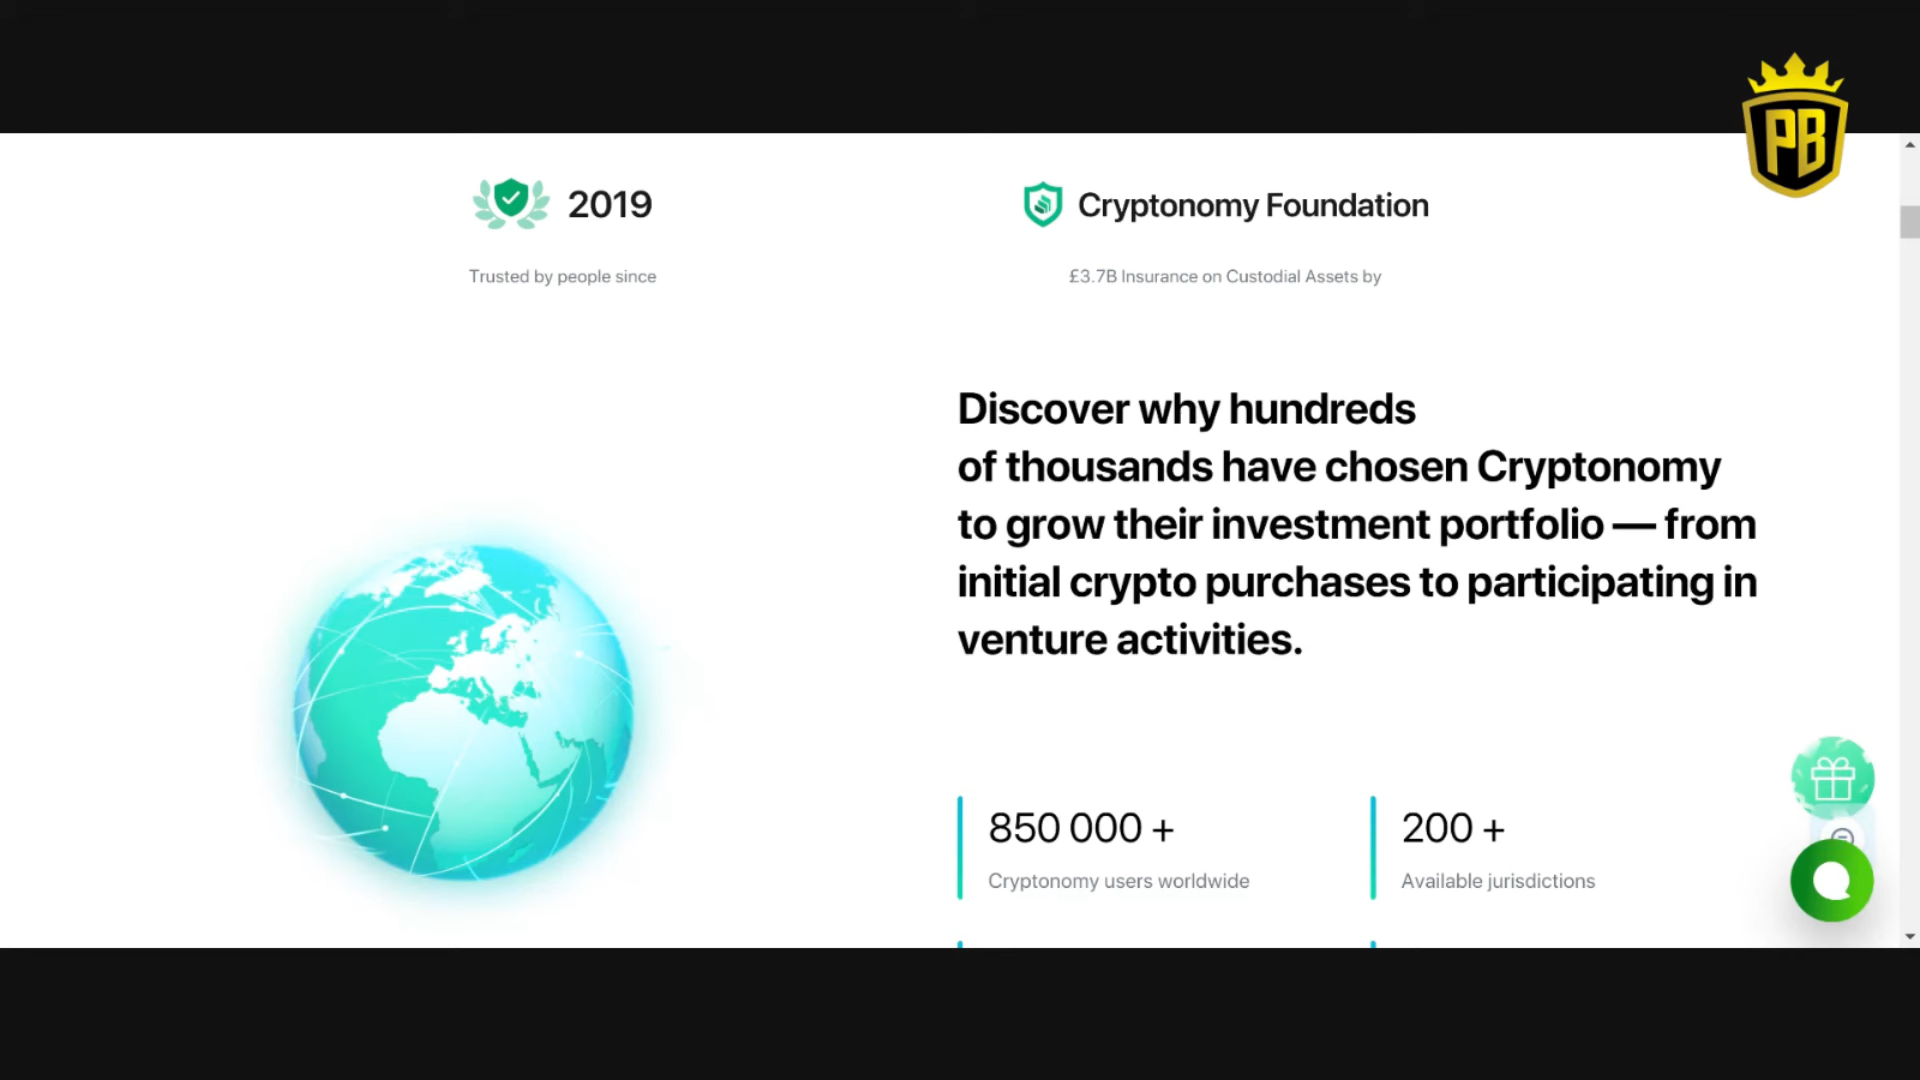 PB
2019
Cryptonomy Foundation
Trusted by people since
£3.7B Insurance on Custodial Assets by
Discover why hundreds
of thousands have chosen Cryptonomy
to grow their investment portfolio — from
initial crypto purchases to participating in
venture activities.
850 000 +
200 +
Cryptonomy users worldwide
Available jurisdictions